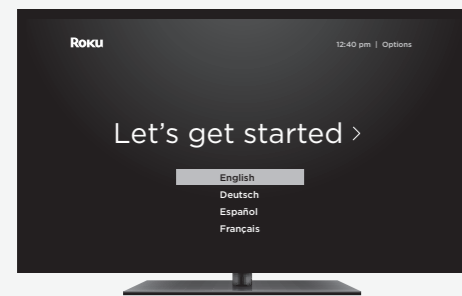 Roku
12:40 pm | Options
Let's get started >
English
Deutsch
Español
Français